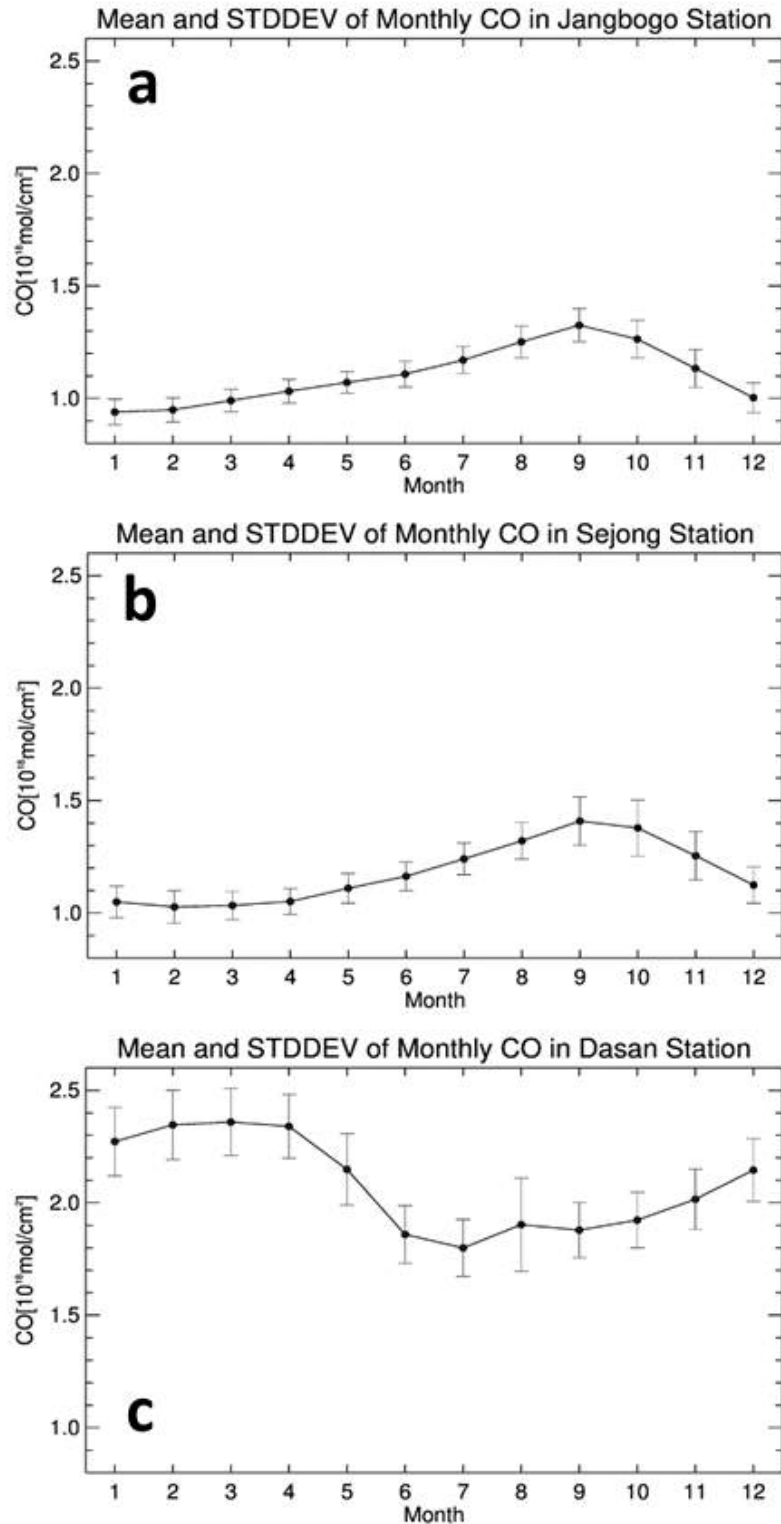 Mean and STDDEV of Monthly CO in Jangbogo Station
a
CO[10¹⁸mol/cm²]
2.5
2.0
1.5
1.0
1 2 3 4 5 6 7 8 9 10 11 12
Month
Mean and STDDEV of Monthly CO in Sejong Station
b
CO[10¹⁸mol/cm²]
2.5
2.0
1.5
1.0
1 2 3 4 5 6 7 8 9 10 11 12
Month
Mean and STDDEV of Monthly CO in Dasan Station
c
CO[10¹⁸mol/cm²]
2.5
2.0
1.5
1.0
1 2 3 4 5 6 7 8 9 10 11 12
Month